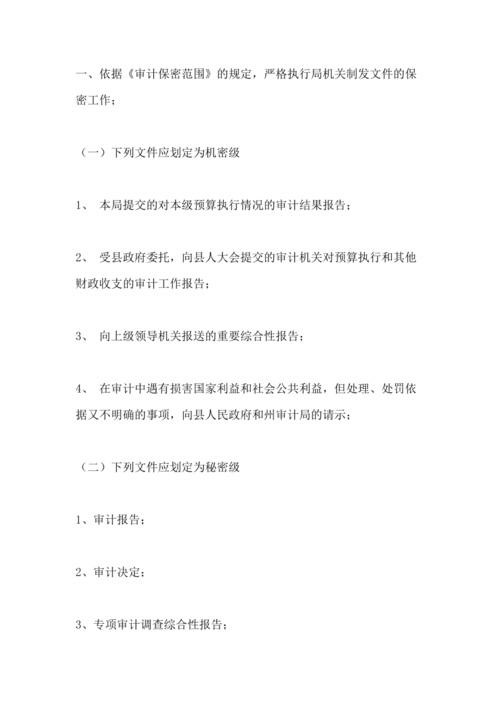 一、依据《审计保密范围》的规定，严格执行局机关制发文件的保
密工作；
（一）下列文件应划定为机密级
1、 本局提交的对本级预算执行情况的审计结果报告；
2、 受县政府委托，向县人大会提交的审计机关对预算执行和其他
财政收支的审计工作报告；
3、 向上级领导机关报送的重要综合性报告；
4、 在审计中遇有损害国家利益和社会公共利益，但处理、处罚依
据又不明确的事项，向县人民政府和州审计局的请示；
（二）下列文件应划定为秘密级
1、审计报告；
2、审计决定；
3、专项审计调查综合性报告；